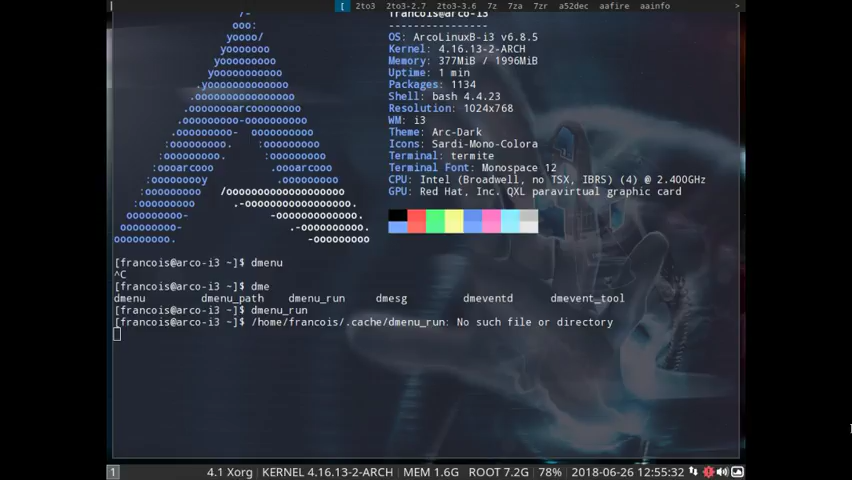 [ 2to3 2to3-2.7 2to3-3.6 7z 7za 7zr a52dec aafire aainfo >
francois@arco-i3
----------------
OS: ArcoLinuxB-i3 v6.8.5
Kernel: 4.16.13-2-ARCH
Memory: 377MiB / 1996MiB
Uptime: 1 min
Packages: 1134
Shell: bash 4.4.23
Resolution: 1024x768
WM: i3
Theme: Arc-Dark
Icons: Sardi-Mono-Colora
Terminal: termite
Terminal Font: Monospace 12
CPU: Intel (Broadwell, no TSX, IBRS) (4) @ 2.400GHz
GPU: Red Hat, Inc. QXL paravirtual graphic card
[francois@arco-i3 ~]$ dmenu
^C
[francois@arco-i3 ~]$ dme
dmenu dmenu_path dmenu_run dmesg dmeventd dmevent_tool
[francois@arco-i3 ~]$ dmenu_run
[francois@arco-i3 ~]$ /home/francois/.cache/dmenu_run: No such file or directory
1 4.1 Xorg KERNEL 4.16.13-2-ARCH MEM 1.6G ROOT 7.2G 78% 2018-06-26 12:55:32